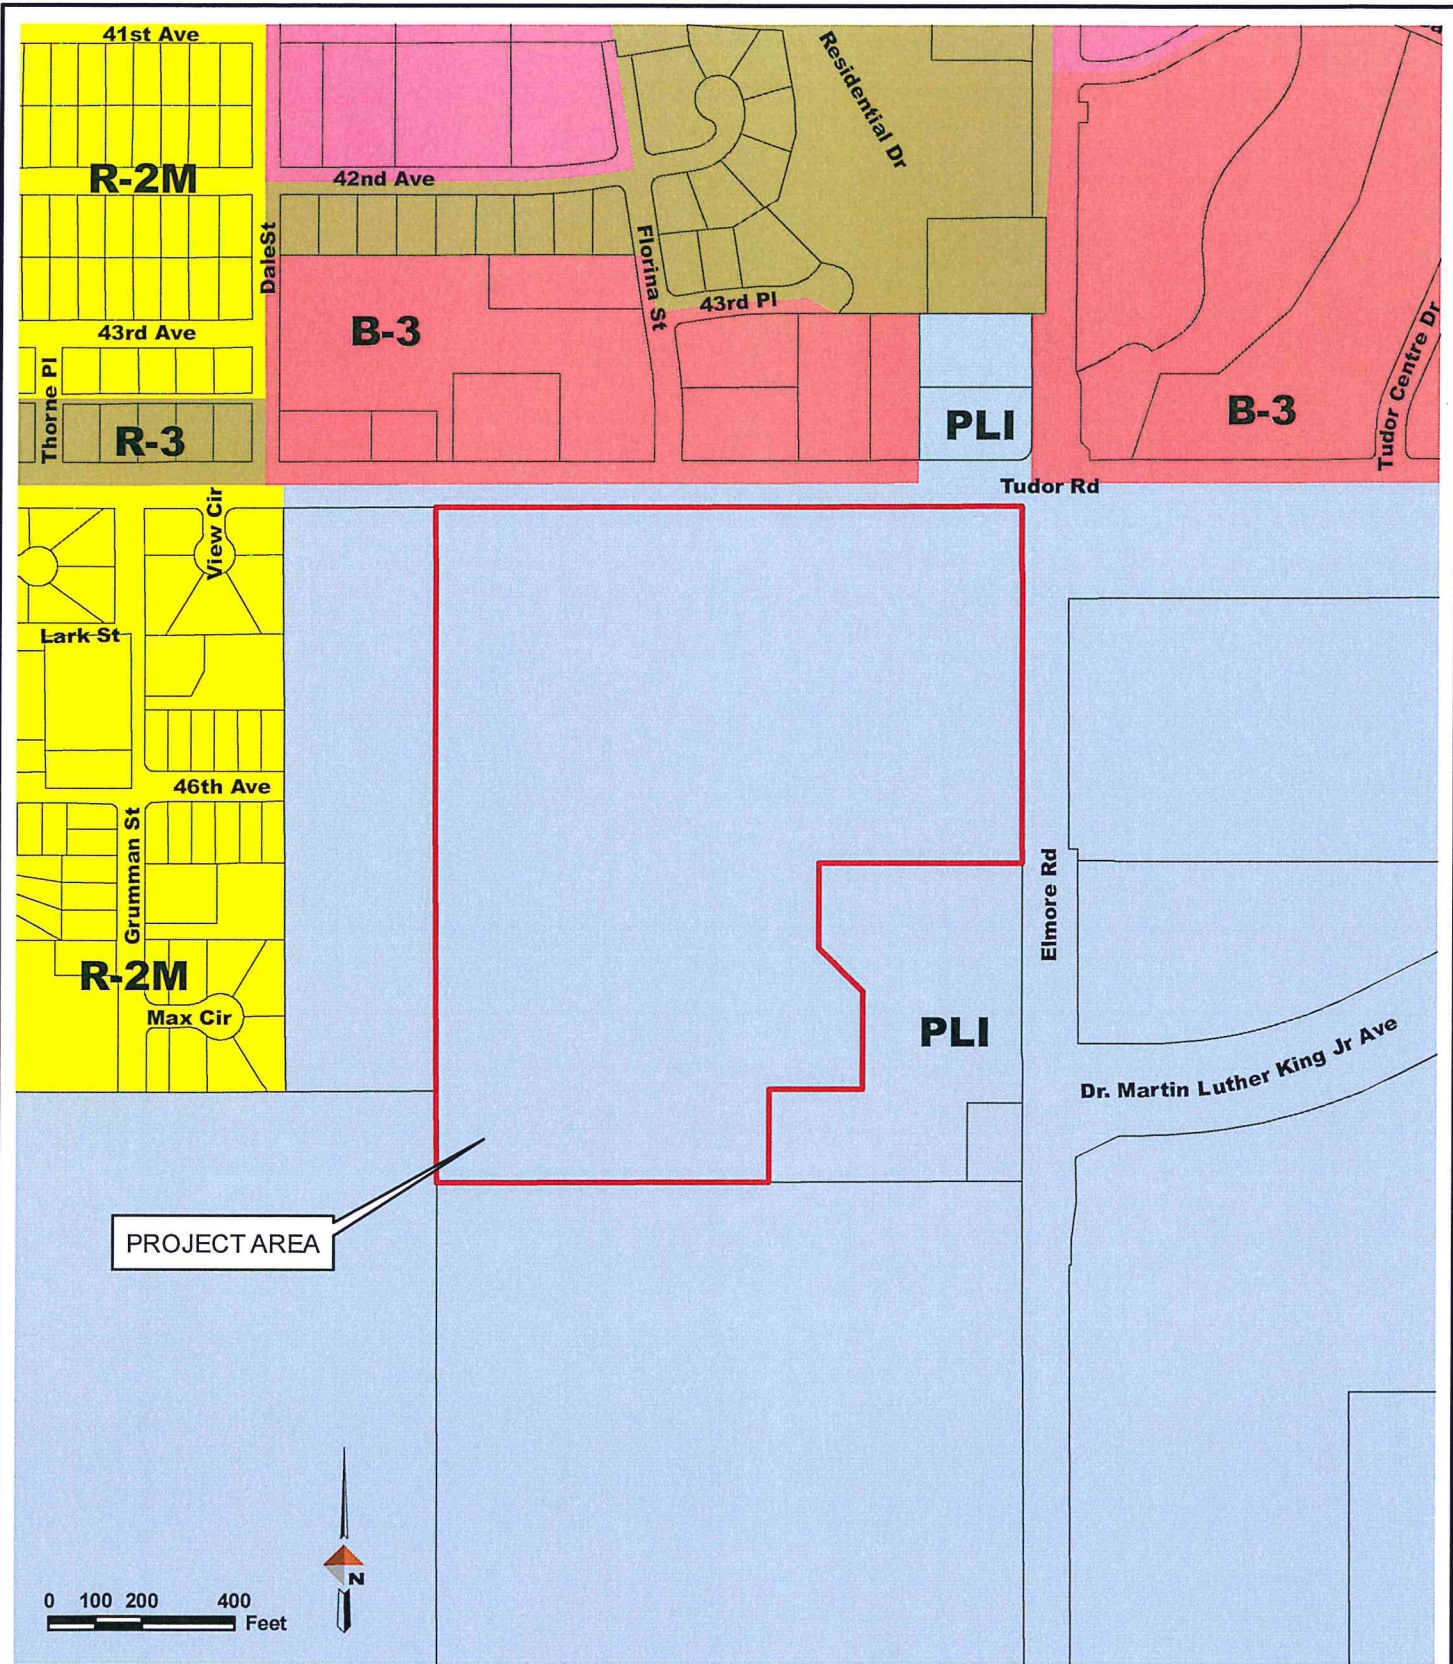 41st Ave
Residential Dr
R-2M
42nd Ave
DaleSt
Florina St
43rd Pl
43rd Ave
B-3
Thorne Pl
R-3
PLI
B-3
Tudor Centre Dr
Tudor Rd
View Cir
Lark St
46th Ave
Grumman St
Elmore Rd
R-2M
Max Cir
PLI
Dr. Martin Luther King Jr Ave
PROJECT AREA
N
0 100 200 400
Feet